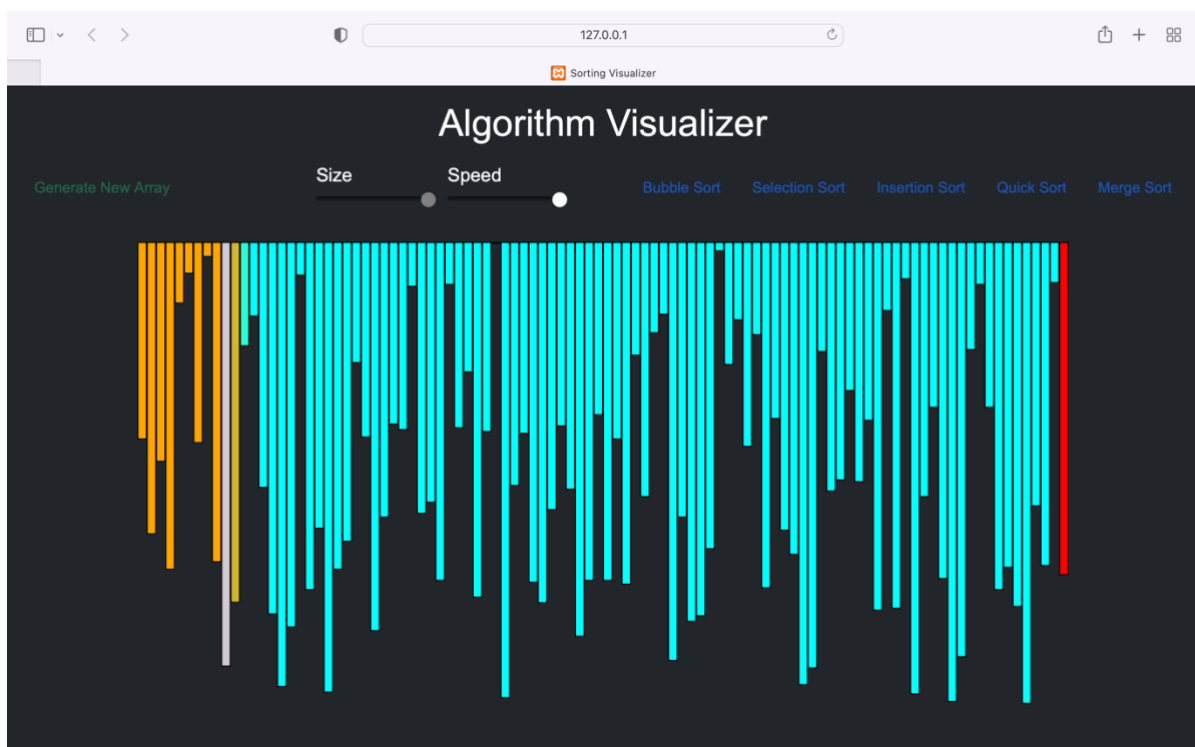 127.0.0.1
Sorting Visualizer
Algorithm Visualizer
Generate New Array
Size
Speed
Bubble Sort
Selection Sort
Insertion Sort
Quick Sort
Merge Sort